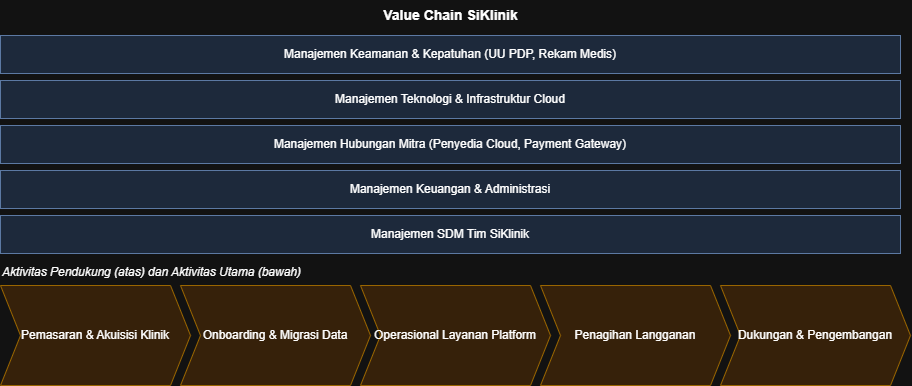 Value Chain SiKlinik
Manajemen Keamanan & Kepatuhan (UU PDP, Rekam Medis)
Manajemen Teknologi & Infrastruktur Cloud
Manajemen Hubungan Mitra (Penyedia Cloud, Payment Gateway)
Manajemen Keuangan & Administrasi
Manajemen SDM Tim SiKlinik
Aktivitas Pendukung (atas) dan Aktivitas Utama (bawah)
Pemasaran & Akuisisi Klinik
Onboarding & Migrasi Data
Operasional Layanan Platform
Penagihan Langganan
Dukungan & Pengembangan